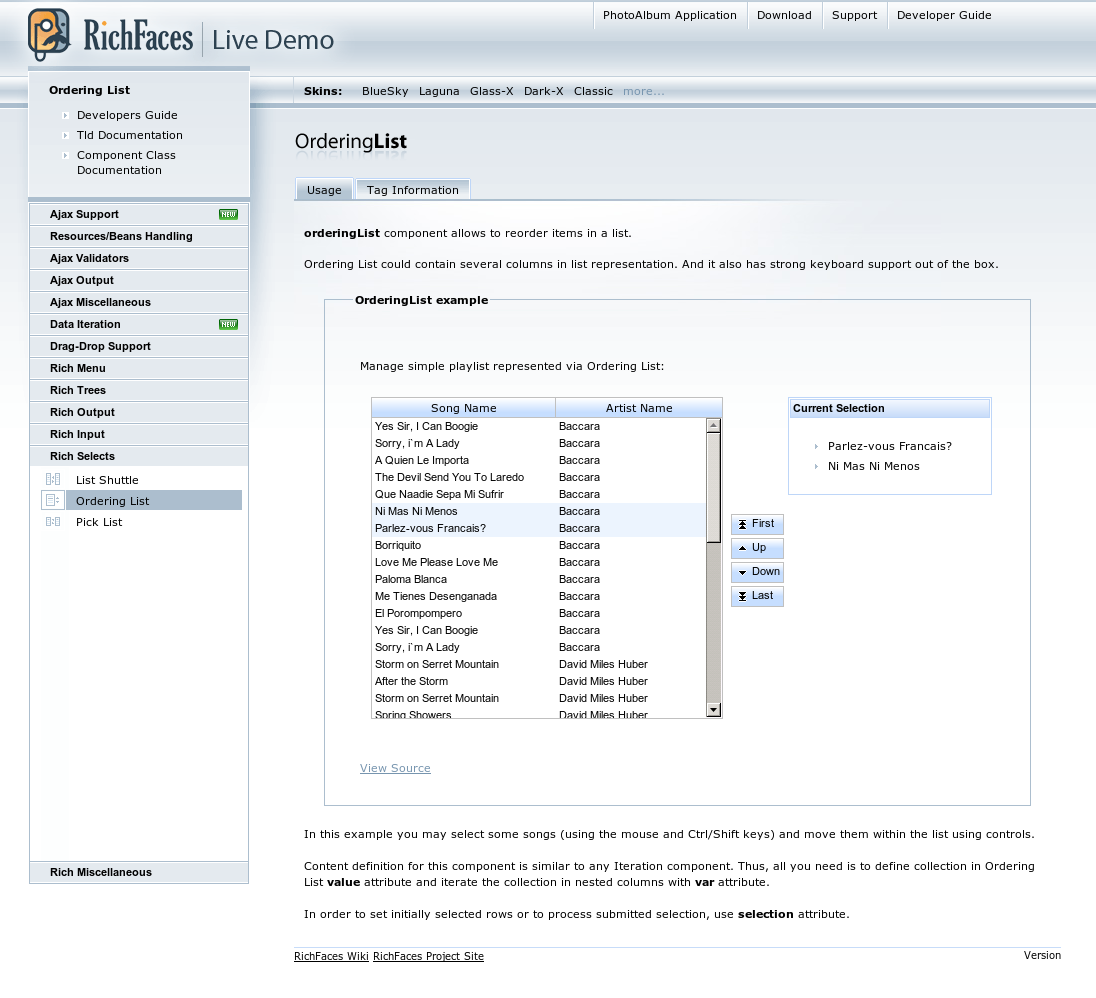 PhotoAlbum Application Download Support Developer Guide
RichFaces Live Demo
Ordering List
Developers Guide
Tld Documentation
Component Class
Documentation
Skins: BlueSky Laguna Glass-X Dark-X Classic more...
Ajax Support NEW
Resources/Beans Handling
Ajax Validators
Ajax Output
Ajax Miscellaneous
Data Iteration NEW
Drag-Drop Support
Rich Menu
Rich Trees
Rich Output
Rich Input
Rich Selects
List Shuttle
Ordering List
Pick List
Rich Miscellaneous
OrderingList
Usage Tag Information
orderingList component allows to reorder items in a list.
Ordering List could contain several columns in list representation. And it also has strong keyboard support out of the box.
OrderingList example
Manage simple playlist represented via Ordering List:
Song Name Artist Name
Yes Sir, I Can Boogie Baccara
Sorry, i`m A Lady Baccara
A Quien Le Importa Baccara
The Devil Send You To Laredo Baccara
Que Naadie Sepa Mi Sufrir Baccara
Ni Mas Ni Menos Baccara
Parlez-vous Francais? Baccara
Borriquito Baccara
Love Me Please Love Me Baccara
Paloma Blanca Baccara
Me Tienes Desenganada Baccara
El Porompompero Baccara
Yes Sir, I Can Boogie Baccara
Sorry, i`m A Lady Baccara
Storm on Serret Mountain David Miles Huber
After the Storm David Miles Huber
Storm on Serret Mountain David Miles Huber
Spring Showers David Miles Huber
First
Up
Down
Last
Current Selection
Parlez-vous Francais?
Ni Mas Ni Menos
View Source
In this example you may select some songs (using the mouse and Ctrl/Shift keys) and move them within the list using controls.
Content definition for this component is similar to any Iteration component. Thus, all you need is to define collection in Ordering
List value attribute and iterate the collection in nested columns with var attribute.
In order to set initially selected rows or to process submitted selection, use selection attribute.
RichFaces Wiki RichFaces Project Site Version